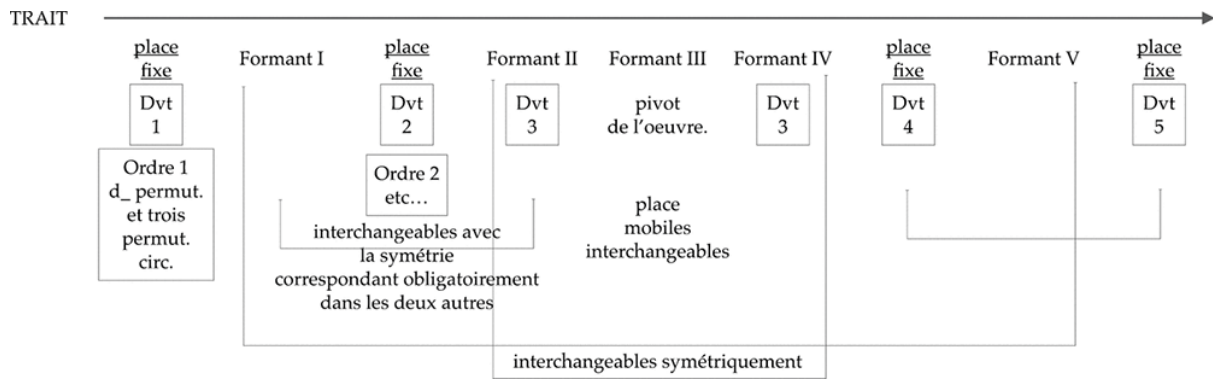 TRAIT
place
fixe
Formant I
place
fixe
Formant II
Formant III
Formant IV
place
fixe
Formant V
place
fixe
Dvt
1
Dvt
2
Dvt
3
pivot
de l'oeuvre.
Dvt
3
Dvt
4
Dvt
5
Ordre 1
d_ permut.
et trois
permut.
circ.
Ordre 2
etc…
interchangeables avec
la symétrie
correspondant obligatoirement
dans les deux autres
place
mobiles
interchangeables
interchangeables symétriquement